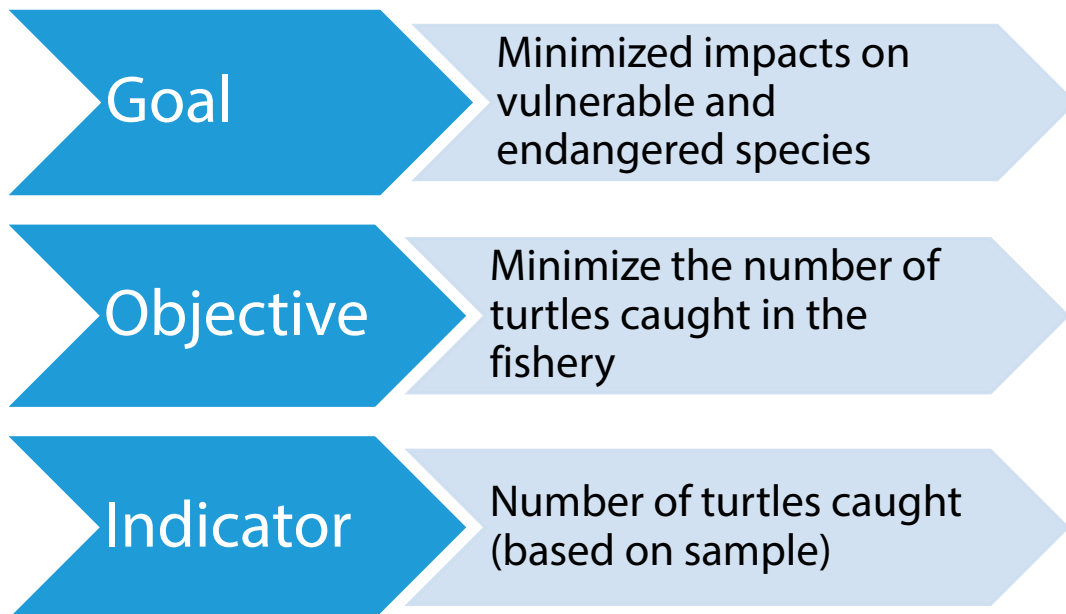 Goal
Minimized impacts on
vulnerable and
endangered species
Objective
Minimize the number of
turtles caught in the
fishery
Indicator
Number of turtles caught
(based on sample)